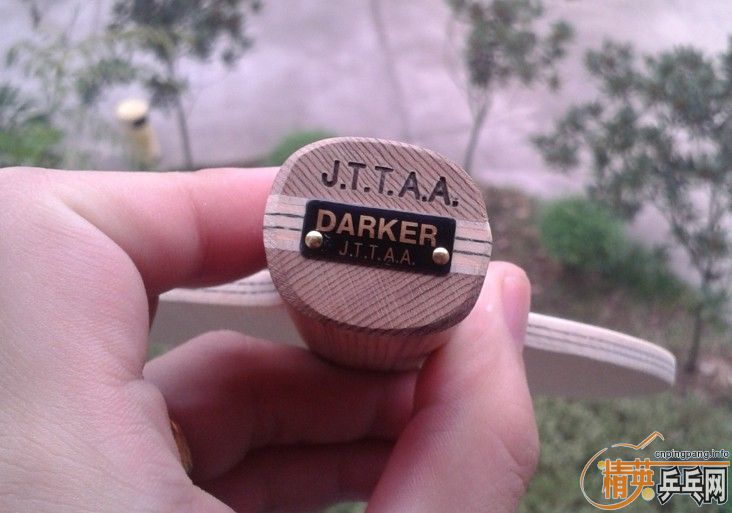 J.T.T.A.A.
DARKER
J.T.T.A.A.
cnpingpang.info
精英乒乓网